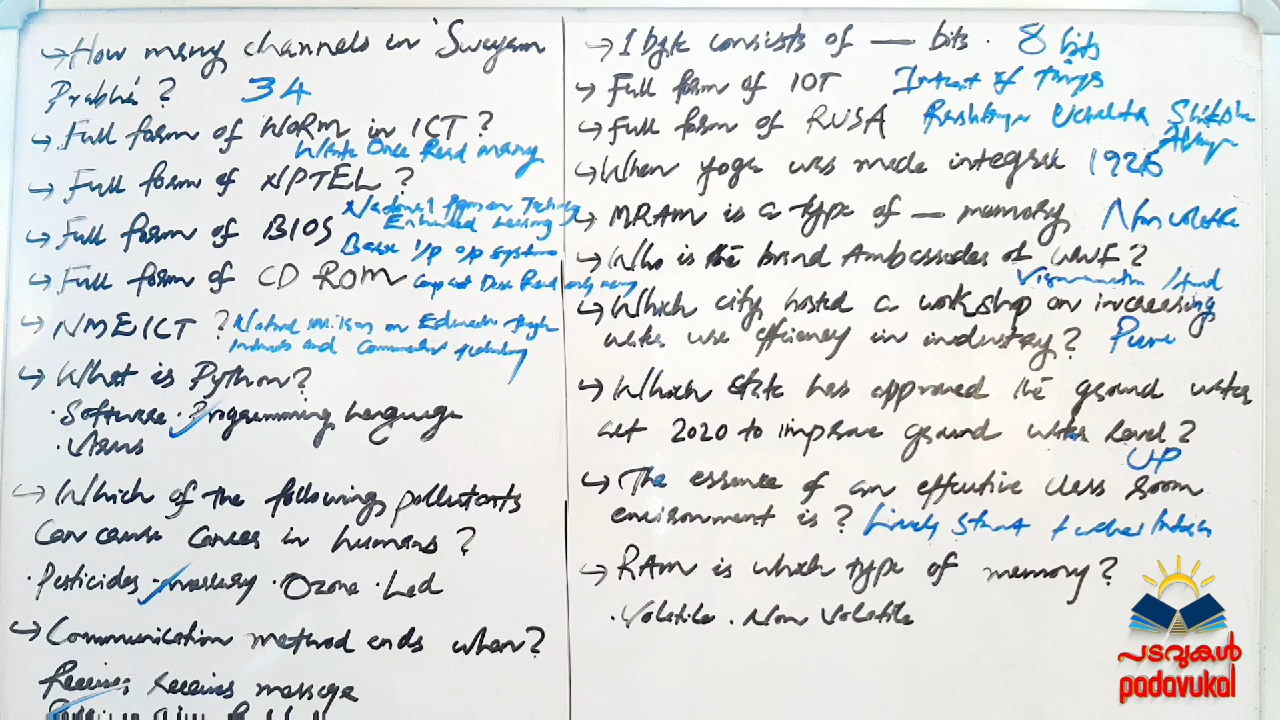 →How many channels in 'Swayam
Prabha'? 34
→ Full form of WORM in ICT?
Write Once Read many
→ Full form of NPTEL?
National Technology
Enhanced Learning
→ Full form of BIOS
Basic i/p o/p system
→ Full form of CD ROM Compact Disc Read only
→ NMEICT ? National mission on Education through
and
→ What is Python?
·Software ·Programming Language
·Virus
→ Which of the following pollutants
Can cause Cancer in humans?
·Pesticides ·Mercury ·Ozone ·Led
→ Communication method ends when?
Receiver receives message
→ 1 byte consists of — bits. 8 bits
→ Full form of IOT Internet of things
→ Full form of RUSA Rashtriya Uchchatar Shiksha
Abhiyan
→ When yoga was made integral
→ MRAM is a type of — memory, Non volatile
→ Who is the brand Ambassador of WWF?
Viswanathan Anand
→ Which city hosted a workshop on increasing
water use efficiency in industry? Pune
→ Which state has approved the ground water
act 2020 to improve ground water level?
UP
→ The essence of an effective class room
environment is? Lively student teacher
→ RAM is which type of memory?
·Volatile ·Non Volatile
പടവുകൾ
padavukal